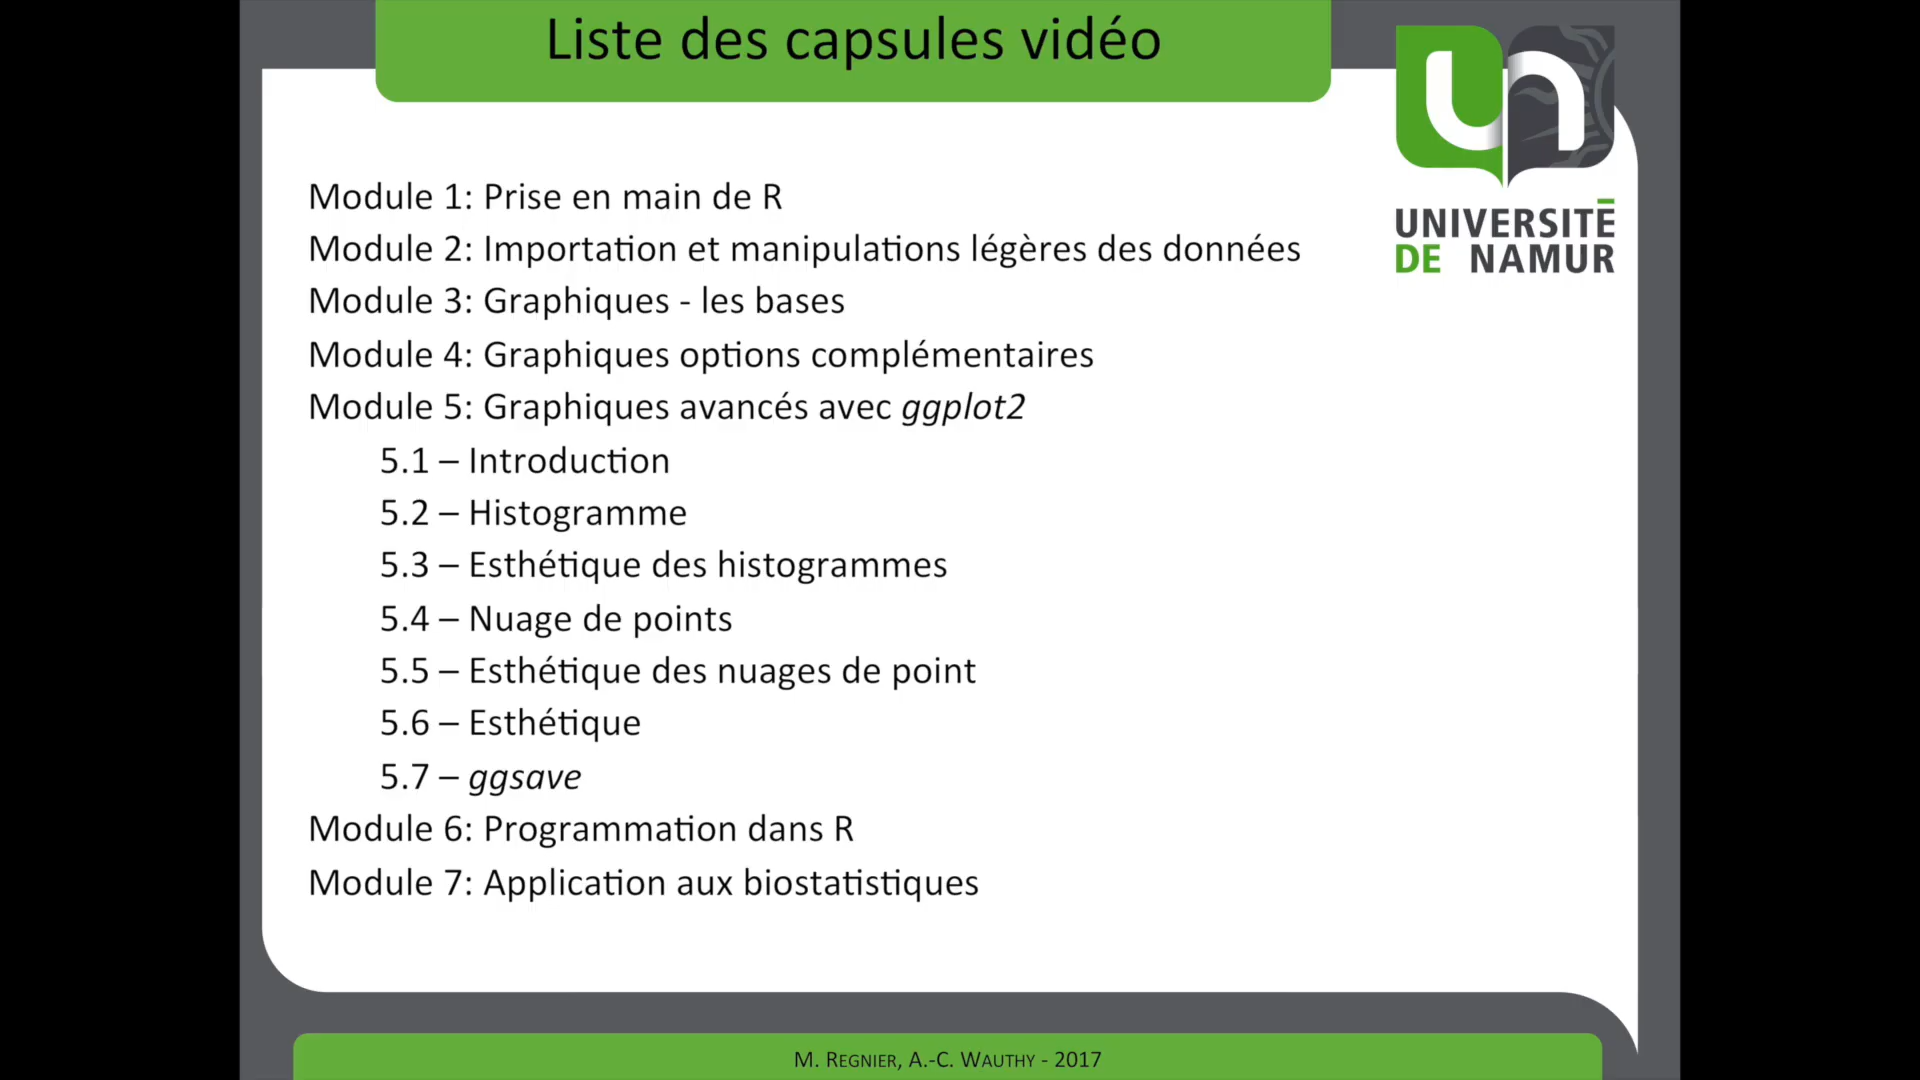 Liste des capsules vidéo
UNIVERSITÉ
DE NAMUR
Module 1: Prise en main de R
Module 2: Importation et manipulations légères des données
Module 3: Graphiques - les bases
Module 4: Graphiques options complémentaires
Module 5: Graphiques avancés avec ggplot2
5.1 – Introduction
5.2 – Histogramme
5.3 – Esthétique des histogrammes
5.4 – Nuage de points
5.5 – Esthétique des nuages de point
5.6 – Esthétique
5.7 – ggsave
Module 6: Programmation dans R
Module 7: Application aux biostatistiques
M. REGNIER, A.-C. WAUTHY - 2017